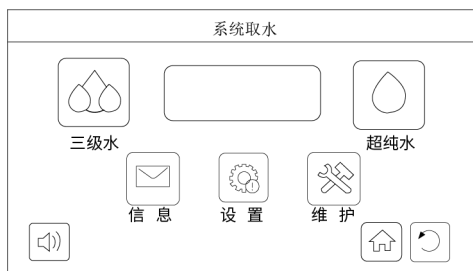 系统取水
三级水
超纯水
信 息
设 置
维 护